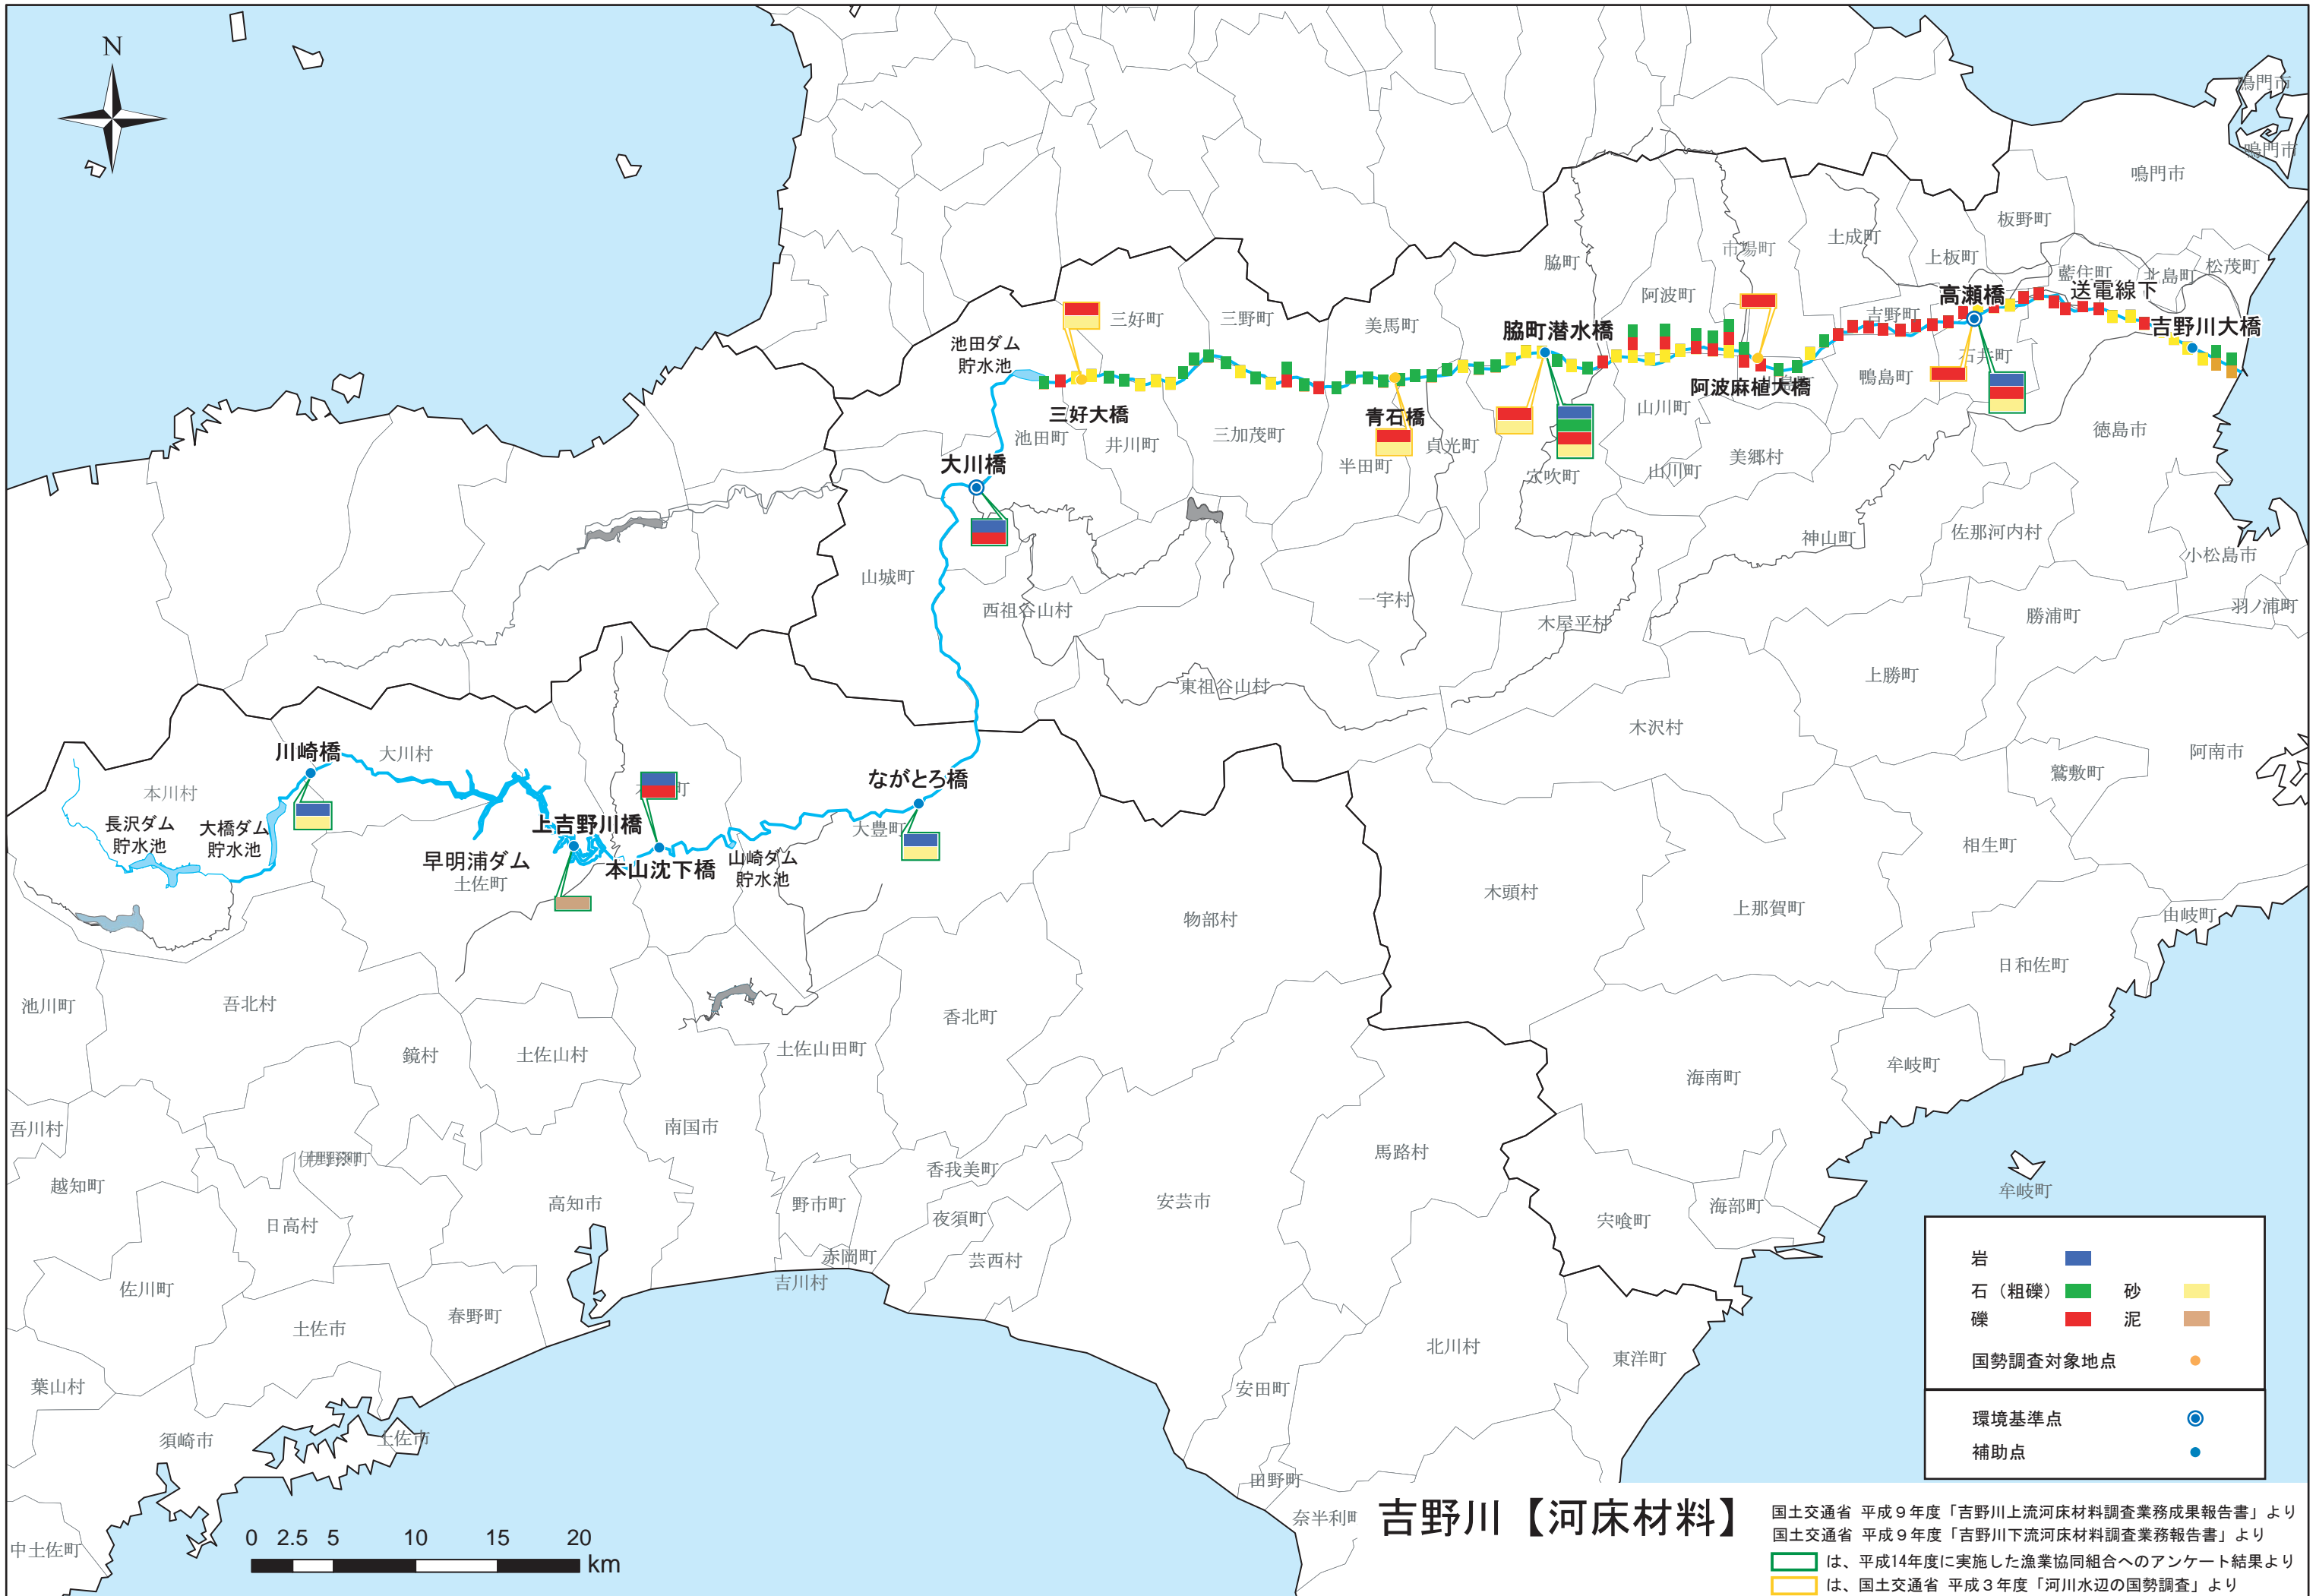 N
鳴門市
鳴門市
鳴門市
板野町
市場町
土成町
脇町
上板町
松茂町
藍住町
北島町
送電線下
高瀬橋
阿波町
吉野町
三好町
三野町
美馬町
脇町潜水橋
吉野川大橋
池田ダム
貯水池
石井町
鴨島町
阿波麻植大橋
三好大橋
青石橋
山川町
池田町
井川町
三加茂町
貞光町
徳島市
半田町
美郷村
大川橋
穴吹町
山川町
神山町
佐那河内村
小松島市
山城町
西祖谷山村
一宇村
木屋平村
勝浦町
羽ノ浦町
上勝町
東祖谷山村
木沢村
川崎橋
大川村
阿南市
ながとろ橋
鷲敷町
本川村
長沢ダム
貯水池
大橋ダム
貯水池
上吉野川橋
大豊町
早明浦ダム
土佐町
本山沈下橋
山崎ダム
貯水池
相生町
木頭村
上那賀町
物部村
由岐町
日和佐町
池川町
吾北村
香北町
鏡村
土佐山村
土佐山田町
海南町
牟岐町
吾川村
南国市
馬路村
越知町
香我美町
牟岐町
高知市
野市町
安芸市
夜須町
海部町
宍喰町
日高村
赤岡町
芸西村
吉川村
佐川町
春野町
土佐市
北川村
東洋町
葉山村
安田町
須崎市
土佐市
田野町
奈半利町
中土佐町
岩
石（粗礫）
砂
礫
泥
国勢調査対象地点
環境基準点
補助点
吉野川【河床材料】
国土交通省 平成９年度「吉野川上流河床材料調査業務成果報告書」より
国土交通省 平成９年度「吉野川下流河床材料調査業務報告書」より
は、平成14年度に実施した漁業協同組合へのアンケート結果より
は、国土交通省 平成３年度「河川水辺の国勢調査」より
0 2.5 5 10 15 20
km